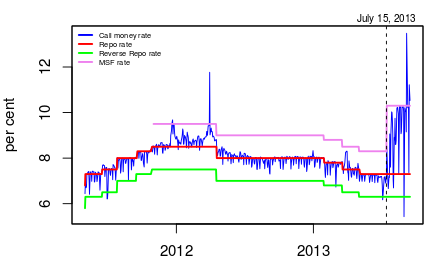 July 15, 2013
Call money rate
Repo rate
Reverse Repo rate
MSF rate
per cent
12
10
8
6
2012
2013